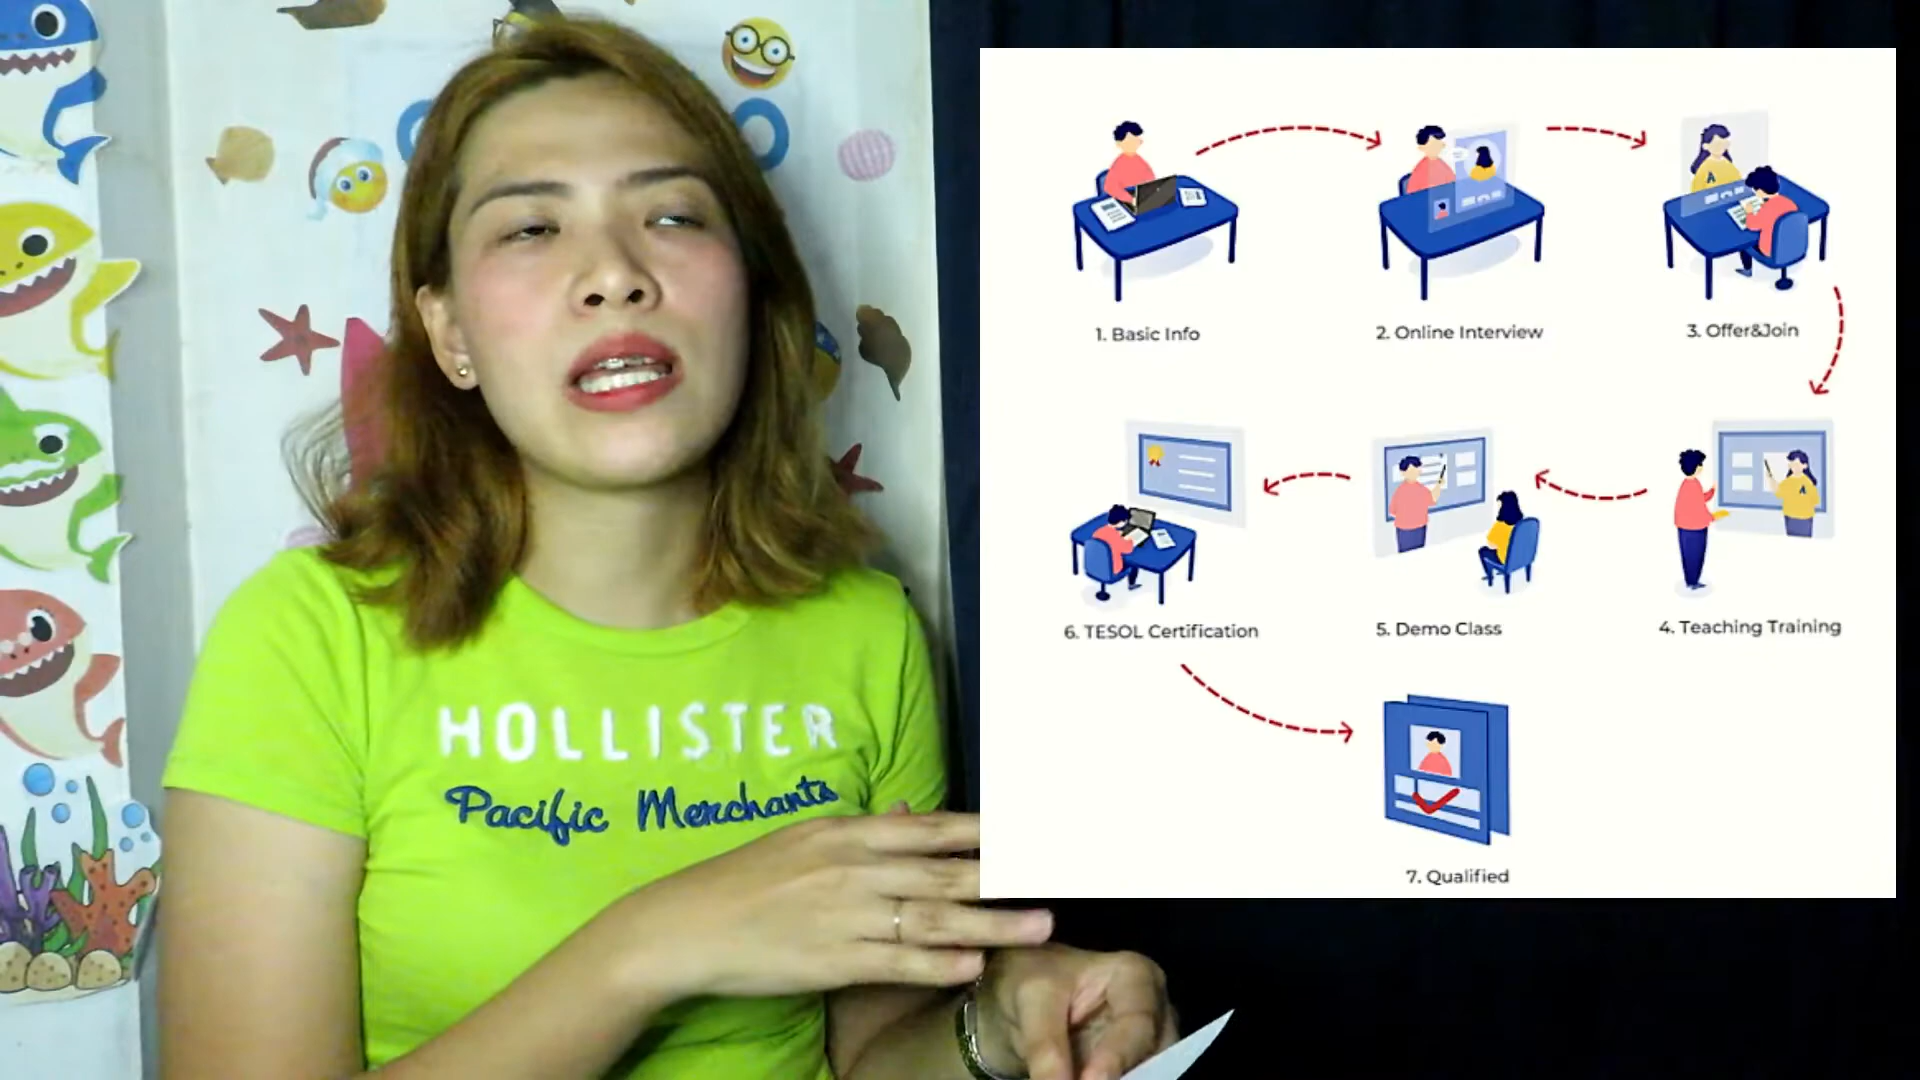 HOLLISTER
Pacific Merchants
1. Basic Info
2. Online Interview
3. Offer&Join
A
6. TESOL Certification
5. Demo Class
4. Teaching Training
A
7. Qualified